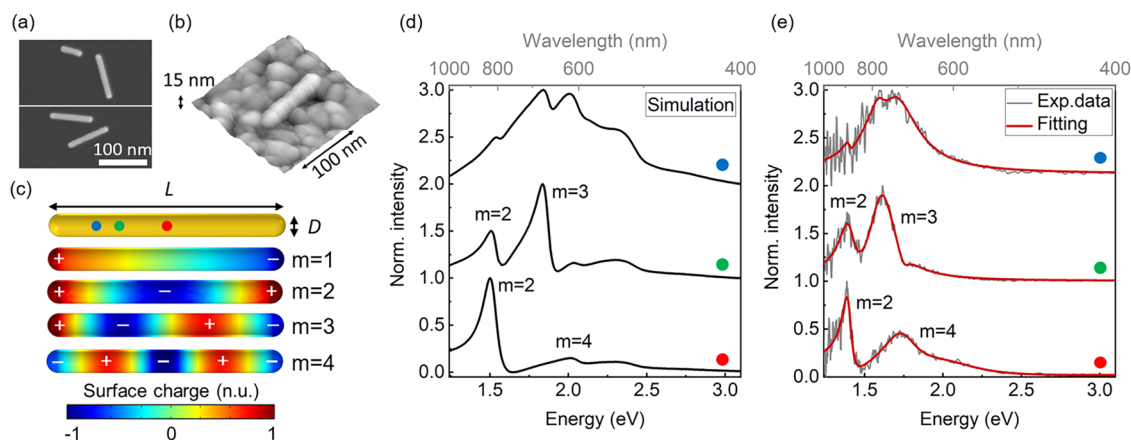 (a)
100 nm
(b)
15 nm
100 nm
(c)
L
D
+ −
m=1
+ − +
m=2
+ − + −
m=3
− + − + −
m=4
Surface charge (n.u.)
-1 0 1
(d)
Wavelength (nm)
1000 800 600 400
Simulation
3.0
2.5
2.0
m=3
m=2
1.5
1.0
m=2
0.5
m=4
0.0
Norm. intensity
1.5 2.0 2.5 3.0
Energy (eV)
(e)
Wavelength (nm)
1000 800 600 400
Exp.data
Fitting
3.0
2.5
2.0
m=2
m=3
1.5
1.0
m=2
0.5
m=4
0.0
Norm. intensity
1.5 2.0 2.5 3.0
Energy (eV)